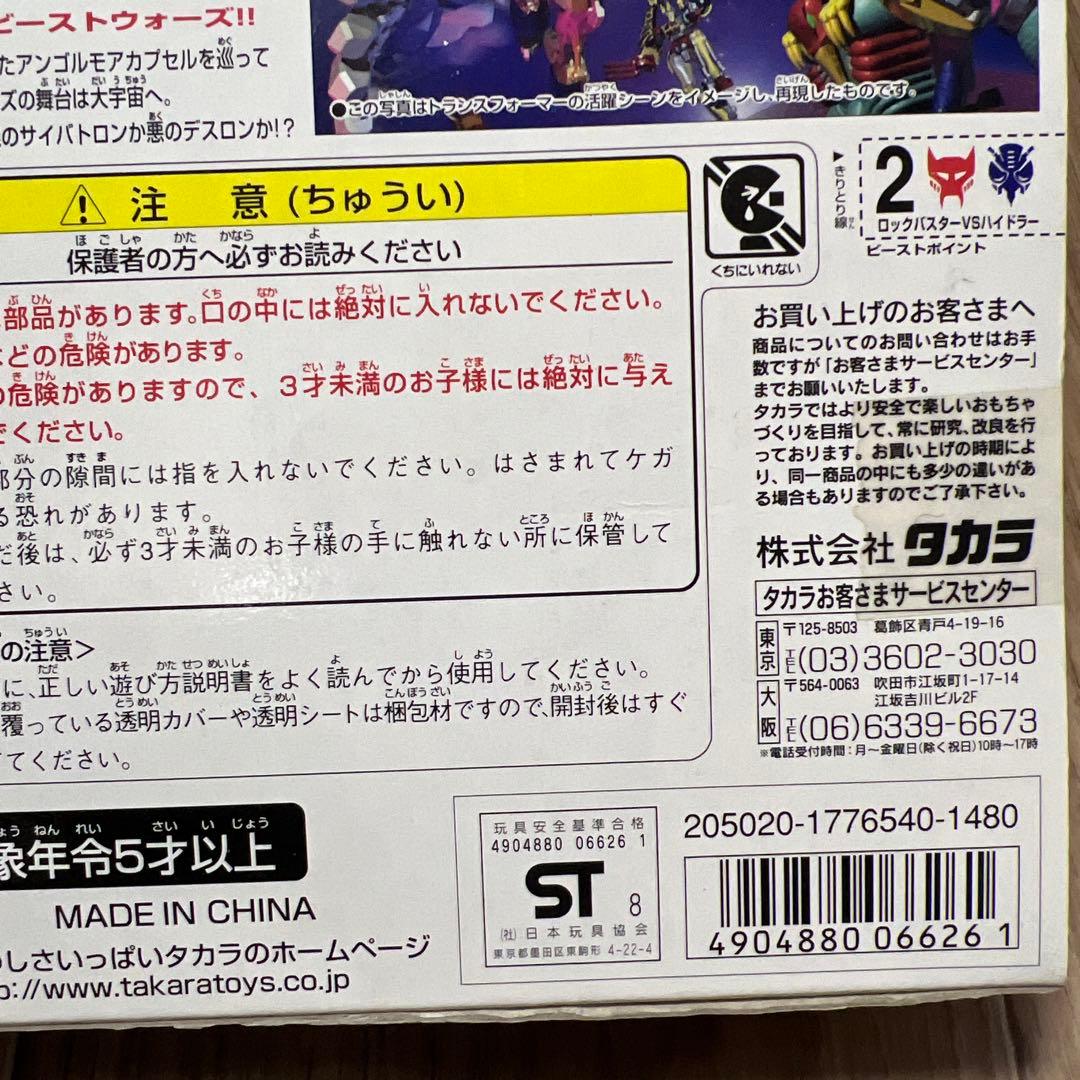 ビーストウォーズ!!
たアンゴルモアカプセルを巡って
ズの舞台は大宇宙へ。
のサイバトロンか悪のデスロンか!?
●この写真はトランスフォーマーの活躍シーンをイメージし、再現したものです。
⚠ 注 意 (ちゅうい)
保護者の方へ必ずお読みください
部品があります。口の中には絶対に入れないでください。
などの危険があります。
の危険がありますので、3才未満のお子様には絶対に与え
でください。
部分の隙間には指を入れないでください。はさまれてケガ
る恐れがあります。
だ後は、必ず3才未満のお子様の手に触れない所に保管して
さい。
の注意>
に、正しい遊び方説明書をよく読んでから使用してください。
覆っている透明カバーや透明シートは梱包材ですので、開封後はすぐ
てください。
くちにいれない
きりとり線
2
ロックバスターVSハイドラー
ビーストポイント
お買い上げのお客さまへ
商品についてのお問い合わせはお手
数ですが「お客さまサービスセンター」
までお願いいたします。
タカラではより安全で楽しいおもちゃ
づくりを目指して、常に研究、改良を行
っております。お買い上げの時期によ
り、同一商品の中にも多少の違いがあ
る場合もありますのでご了承下さい。
株式会社 タカラ
タカラお客さまサービスセンター
東京 〒125-8503 葛飾区青戸4-19-16
TEL(03)3602-3030
大阪 〒564-0063 吹田市江坂町1-17-14
江坂吉川ビル2F
TEL(06)6339-6673
※電話受付時間:月～金曜日(除く祝日)10時～17時
象年令5才以上
MADE IN CHINA
のしさいっぱいタカラのホームページ
p://www.takaratoys.co.jp
玩具安全基準合格
4904880 06626 1
ST 8
(社)日本玩具協会
東京都墨田区東駒形 4-22-4
205020-1776540-1480
4904880 066261